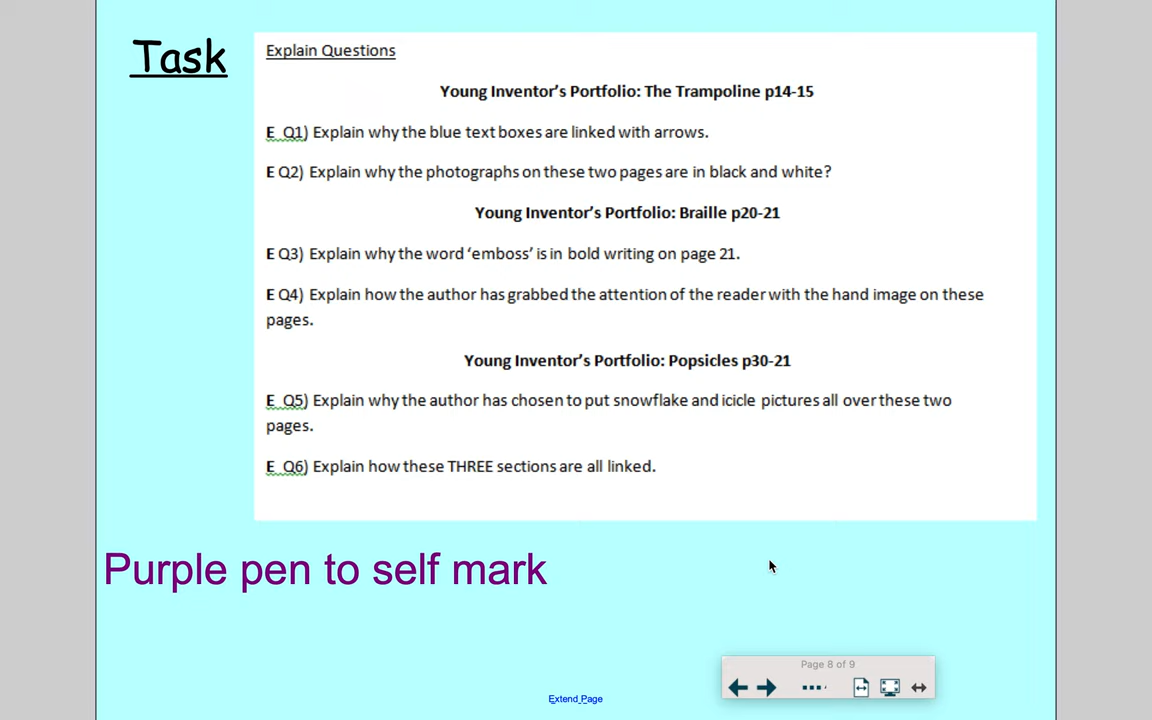 Task
Explain Questions
Young Inventor's Portfolio: The Trampoline p14-15
E Q1) Explain why the blue text boxes are linked with arrows.
E Q2) Explain why the photographs on these two pages are in black and white?
Young Inventor's Portfolio: Braille p20-21
E Q3) Explain why the word 'emboss' is in bold writing on page 21.
E Q4) Explain how the author has grabbed the attention of the reader with the hand image on these
pages.
Young Inventor's Portfolio: Popsicles p30-21
E Q5) Explain why the author has chosen to put snowflake and icicle pictures all over these two
pages.
E Q6) Explain how these THREE sections are all linked.
Purple pen to self mark
Page 8 of 9
Extend Page